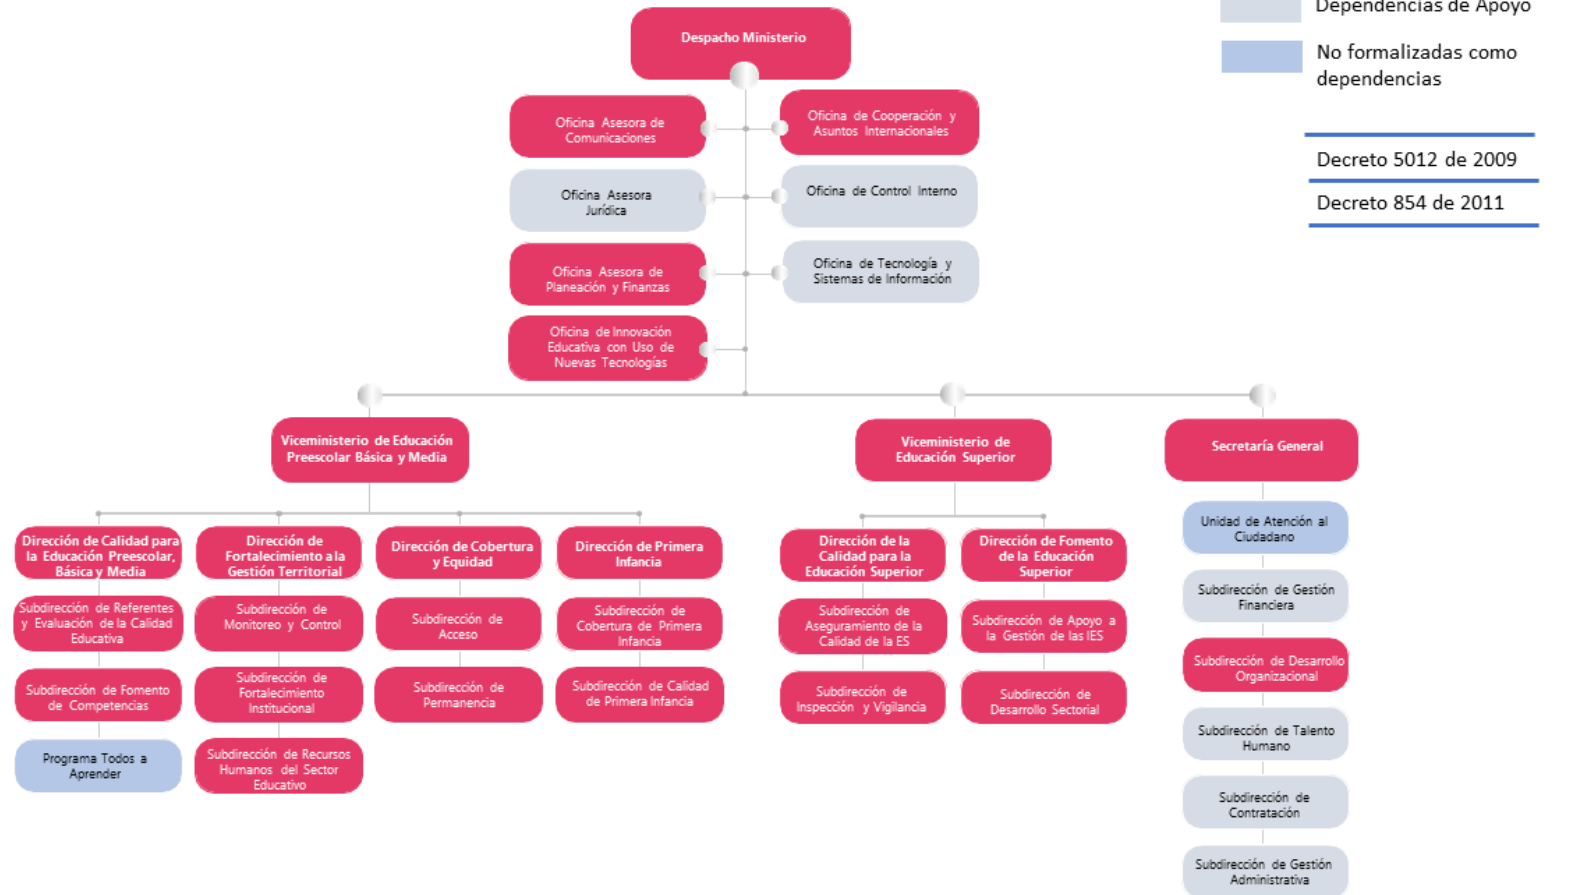 Dependencias de Apoyo
No formalizadas como
dependencias
Decreto 5012 de 2009
Decreto 854 de 2011
Despacho Ministerio
Oficina Asesora de
Comunicaciones
Oficina de Cooperación y
Asuntos Internacionales
Oficina Asesora
Jurídica
Oficina de Control Interno
Oficina Asesora de
Planeación y Finanzas
Oficina de Tecnología y
Sistemas de Información
Oficina de Innovación
Educativa con Uso de
Nuevas Tecnologías
Viceministerio de Educación
Preescolar Básica y Media
Viceministerio de
Educación Superior
Secretaría General
Dirección de Calidad para
la Educación Preescolar,
Básica y Media
Subdirección de Referentes
y Evaluación de la Calidad
Educativa
Subdirección de Fomento
de Competencias
Programa Todos a
Aprender
Dirección de
Fortalecimiento a la
Gestión Territorial
Subdirección de
Monitoreo y Control
Subdirección de
Fortalecimiento
Institucional
Subdirección de Recursos
Humanos del Sector
Educativo
Dirección de Cobertura
y Equidad
Subdirección de
Acceso
Subdirección de
Permanencia
Dirección de Primera
Infancia
Subdirección de
Cobertura de Primera
Infancia
Subdirección de Calidad
de Primera Infancia
Dirección de la
Calidad para la
Educación Superior
Subdirección de
Aseguramiento de la
Calidad de la ES
Subdirección de
Inspección y Vigilancia
Dirección de Fomento
de la Educación
Superior
Subdirección de Apoyo a
la Gestión de las IES
Subdirección de
Desarrollo Sectorial
Unidad de Atención al
Ciudadano
Subdirección de Gestión
Financiera
Subdirección de Desarrollo
Organizacional
Subdirección de Talento
Humano
Subdirección de
Contratación
Subdirección de Gestión
Administrativa